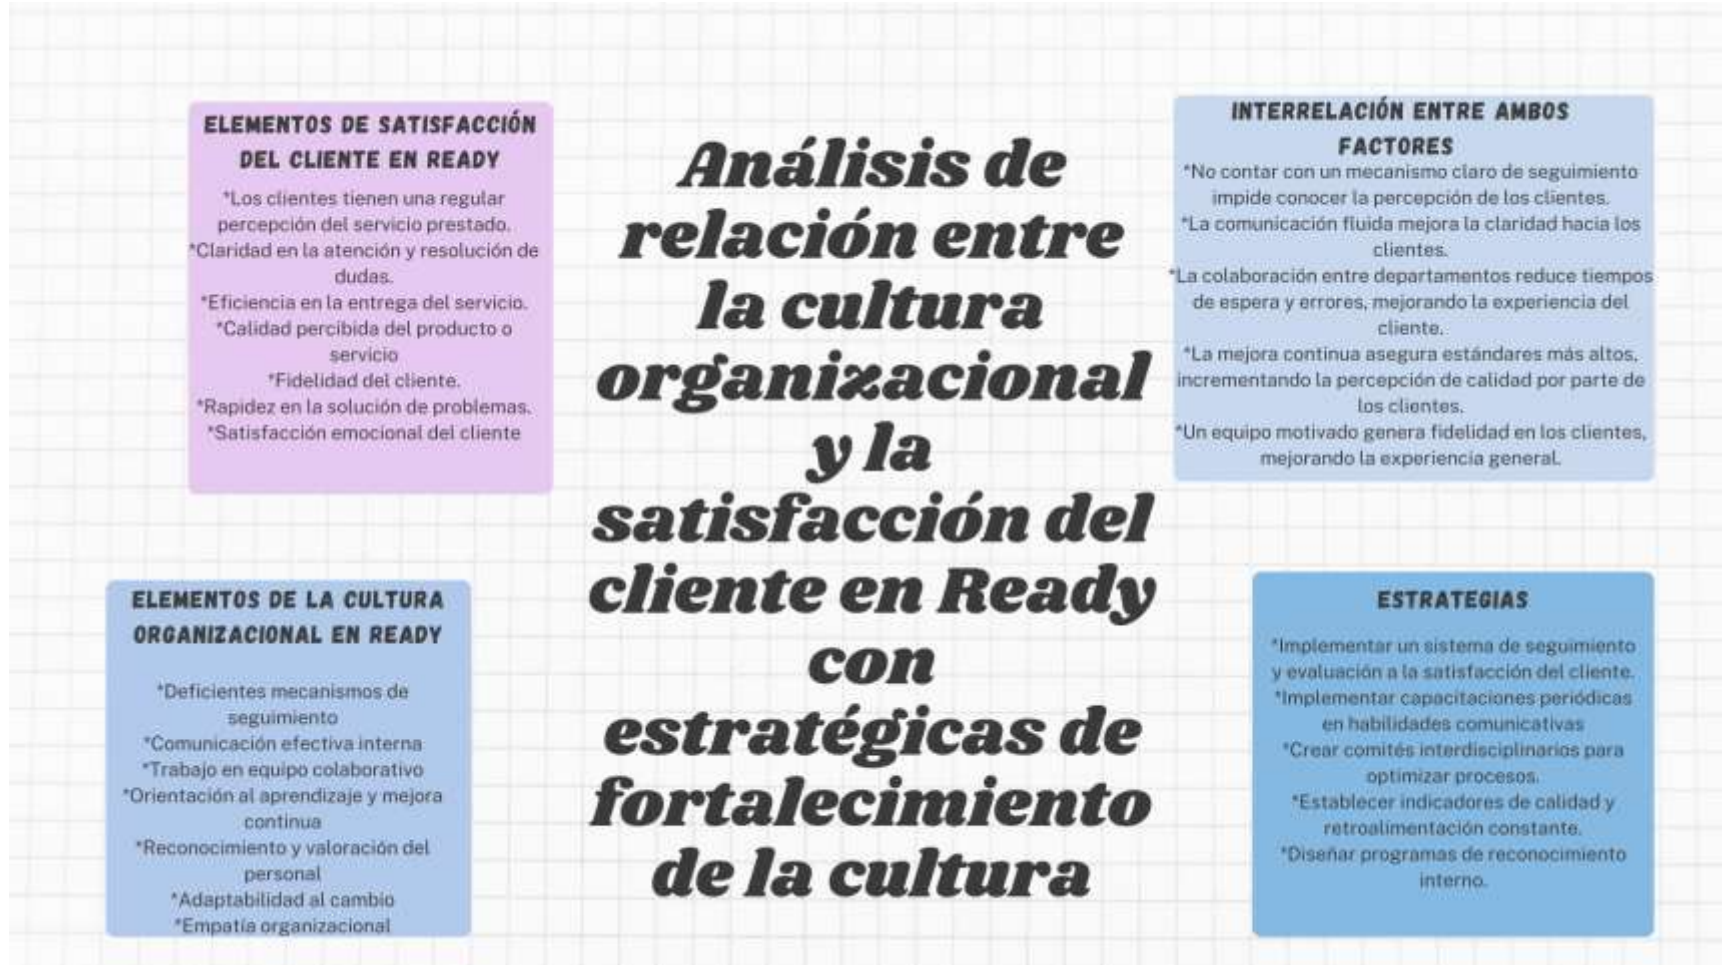 ELEMENTOS DE SATISFACCIÓN
DEL CLIENTE EN READY
*Los clientes tienen una regular
percepción del servicio prestado.
*Claridad en la atención y resolución de
dudas.
*Eficiencia en la entrega del servicio.
*Calidad percibida del producto o
servicio
*Fidelidad del cliente.
*Rapidez en la solución de problemas.
*Satisfacción emocional del cliente
ELEMENTOS DE LA CULTURA
ORGANIZACIONAL EN READY
*Deficientes mecanismos de
seguimiento
*Comunicación efectiva interna
*Trabajo en equipo colaborativo
*Orientación al aprendizaje y mejora
continua
*Reconocimiento y valoración del
personal
*Adaptabilidad al cambio
*Empatía organizacional
Análisis de
relación entre
la cultura
organizacional
y la
satisfacción del
cliente en Ready
con
estratégicas de
fortalecimiento
de la cultura
INTERRELACIÓN ENTRE AMBOS
FACTORES
*No contar con un mecanismo claro de seguimiento
impide conocer la percepción de los clientes.
*La comunicación fluida mejora la claridad hacia los
clientes.
*La colaboración entre departamentos reduce tiempos
de espera y errores, mejorando la experiencia del
cliente.
*La mejora continua asegura estándares más altos,
incrementando la percepción de calidad por parte de
los clientes.
*Un equipo motivado genera fidelidad en los clientes,
mejorando la experiencia general.
ESTRATEGIAS
*Implementar un sistema de seguimiento
y evaluación a la satisfacción del cliente.
*Implementar capacitaciones periódicas
en habilidades comunicativas
*Crear comités interdisciplinarios para
optimizar procesos.
*Establecer indicadores de calidad y
retroalimentación constante.
*Diseñar programas de reconocimiento
interno.